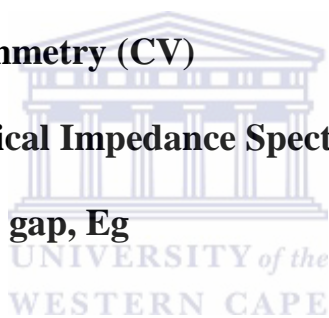 mmetry (CV)
ical Impedance Spect
gap, Eg
UNIVERSITY of the
WESTERN CAPE